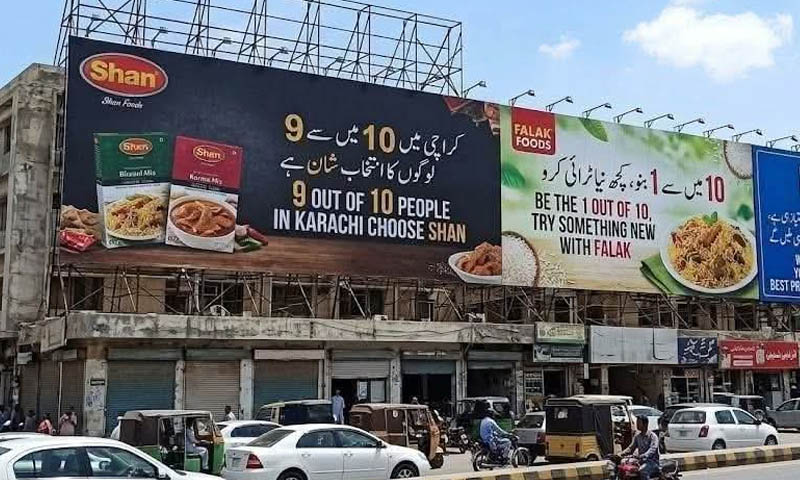 Shan
Shan Foods
Shan
Biryani Mix
Shan
Korma Mix
کراچی میں 10 میں سے 9
لوگوں کا انتخاب شان ہے
9 OUT OF 10 PEOPLE
IN KARACHI CHOOSE SHAN
FALAK
FOODS
10 میں سے 1 بنو، کچھ نیا ٹرائی کرو
BE THE 1 OUT OF 10,
TRY SOMETHING NEW
WITH FALAK
BEST